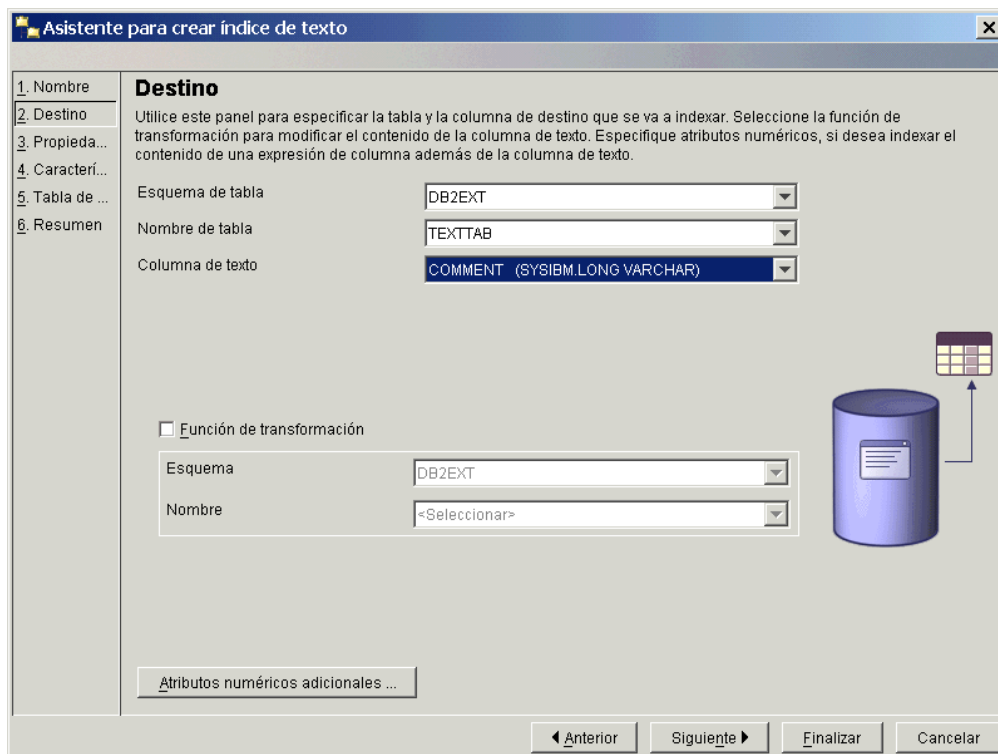 Asistente para crear índice de texto
1. Nombre
2. Destino
3. Propieda...
4. Caracterí...
5. Tabla de ...
6. Resumen
Destino
Utilice este panel para especificar la tabla y la columna de destino que se va a indexar. Seleccione la función de
transformación para modificar el contenido de la columna de texto. Especifique atributos numéricos, si desea indexar el
contenido de una expresión de columna además de la columna de texto.
Esquema de tabla
DB2EXT
Nombre de tabla
TEXTTAB
Columna de texto
COMMENT (SYSIBM.LONG VARCHAR)
Función de transformación
Esquema
DB2EXT
Nombre
<Seleccionar>
Atributos numéricos adicionales ...
Anterior
Siguiente
Finalizar
Cancelar